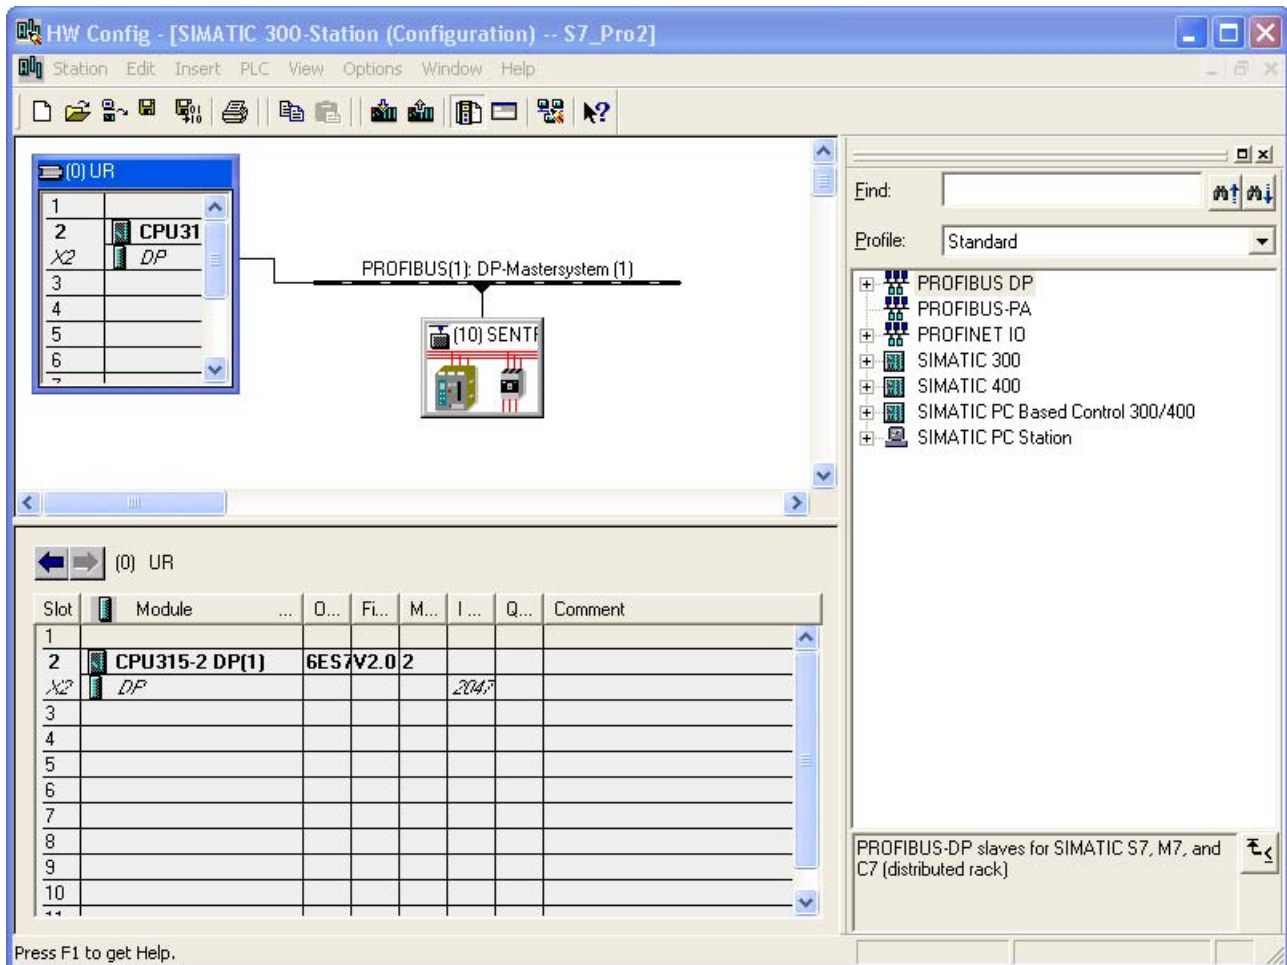 HW Config - [SIMATIC 300-Station (Configuration) -- S7_Pro2]
Station Edit Insert PLC View Options Window Help
(0) UR
1
2 CPU31
X2 DP
3
4
5
6
7
PROFIBUS(1): DP-Mastersystem (1)
(10) SENTR
Find:
Profile: Standard
PROFIBUS DP
PROFIBUS-PA
PROFINET IO
SIMATIC 300
SIMATIC 400
SIMATIC PC Based Control 300/400
SIMATIC PC Station
PROFIBUS-DP slaves for SIMATIC S7, M7, and
C7 (distributed rack)
(0) UR
Slot Module ... O... Fi... M... I ... Q... Comment
1
2 CPU315-2 DP(1) 6ES7 V2.0 2
X2 DP 2047
3
4
5
6
7
8
9
10
11
Press F1 to get Help.